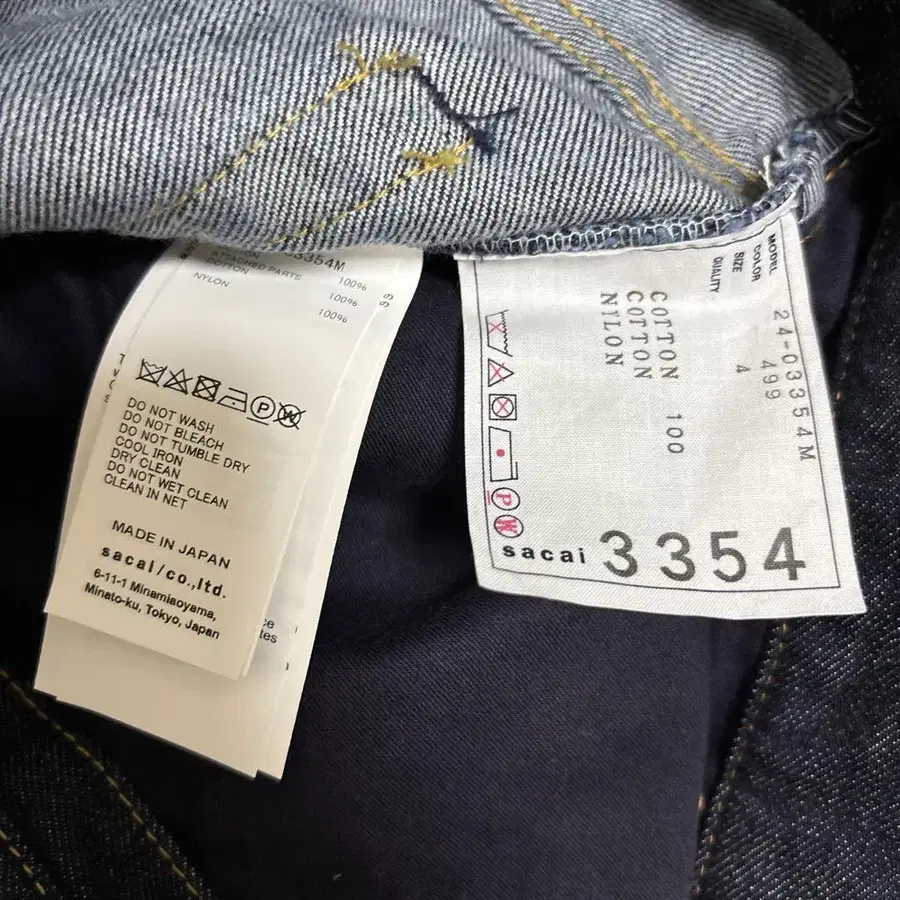 3354M
ATTACHED PARTS 100%
COTTON 100%
NYLON 100%
DO NOT WASH
DO NOT BLEACH
DO NOT TUMBLE DRY
COOL IRON
DRY CLEAN
DO NOT WET CLEAN
CLEAN IN NET
MADE IN JAPAN
sacai/co.,ltd.
6-11-1 Minamiaoyama,
Minato-ku, Tokyo, Japan
MODEL 24-03354M
COLOR 499
SIZE 4
QUALITY
COTTON 100
COTTON
NILON
sacai 3354